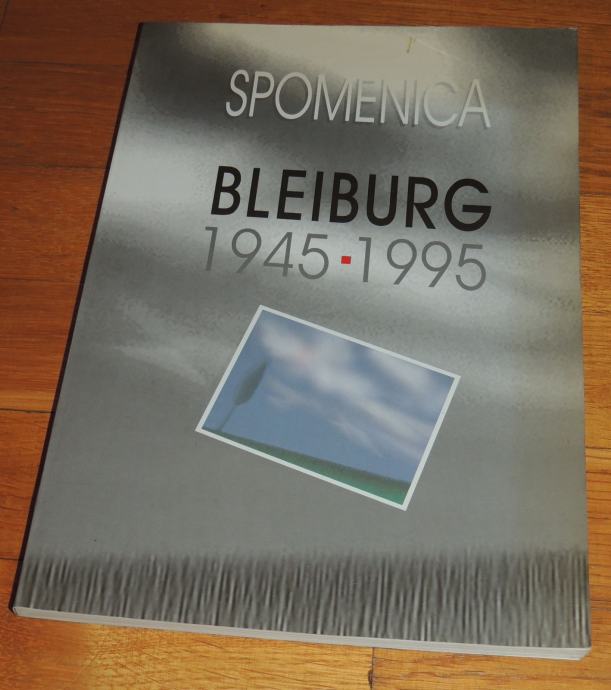 SPOMENICA
BLEIBURG
1945 ▪ 1995